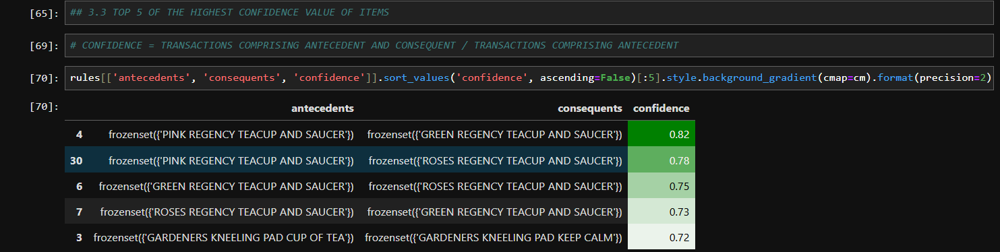 [65]: ## 3.3 TOP 5 OF THE HIGHEST CONFIDENCE VALUE OF ITEMS
[69]: # CONFIDENCE = TRANSACTIONS COMPRISING ANTECEDENT AND CONSEQUENT / TRANSACTIONS COMPRISING ANTECEDENT
[70]: rules[['antecedents', 'consequents', 'confidence']].sort_values('confidence', ascending=False)[:5].style.background_gradient(cmap=cm).format(precision=2)
[70]:
antecedents consequents confidence
4 frozenset({'PINK REGENCY TEACUP AND SAUCER'}) frozenset({'GREEN REGENCY TEACUP AND SAUCER'}) 0.82
30 frozenset({'PINK REGENCY TEACUP AND SAUCER'}) frozenset({'ROSES REGENCY TEACUP AND SAUCER'}) 0.78
6 frozenset({'GREEN REGENCY TEACUP AND SAUCER'}) frozenset({'ROSES REGENCY TEACUP AND SAUCER'}) 0.75
7 frozenset({'ROSES REGENCY TEACUP AND SAUCER'}) frozenset({'GREEN REGENCY TEACUP AND SAUCER'}) 0.73
3 frozenset({'GARDENERS KNEELING PAD CUP OF TEA'}) frozenset({'GARDENERS KNEELING PAD KEEP CALM'}) 0.72